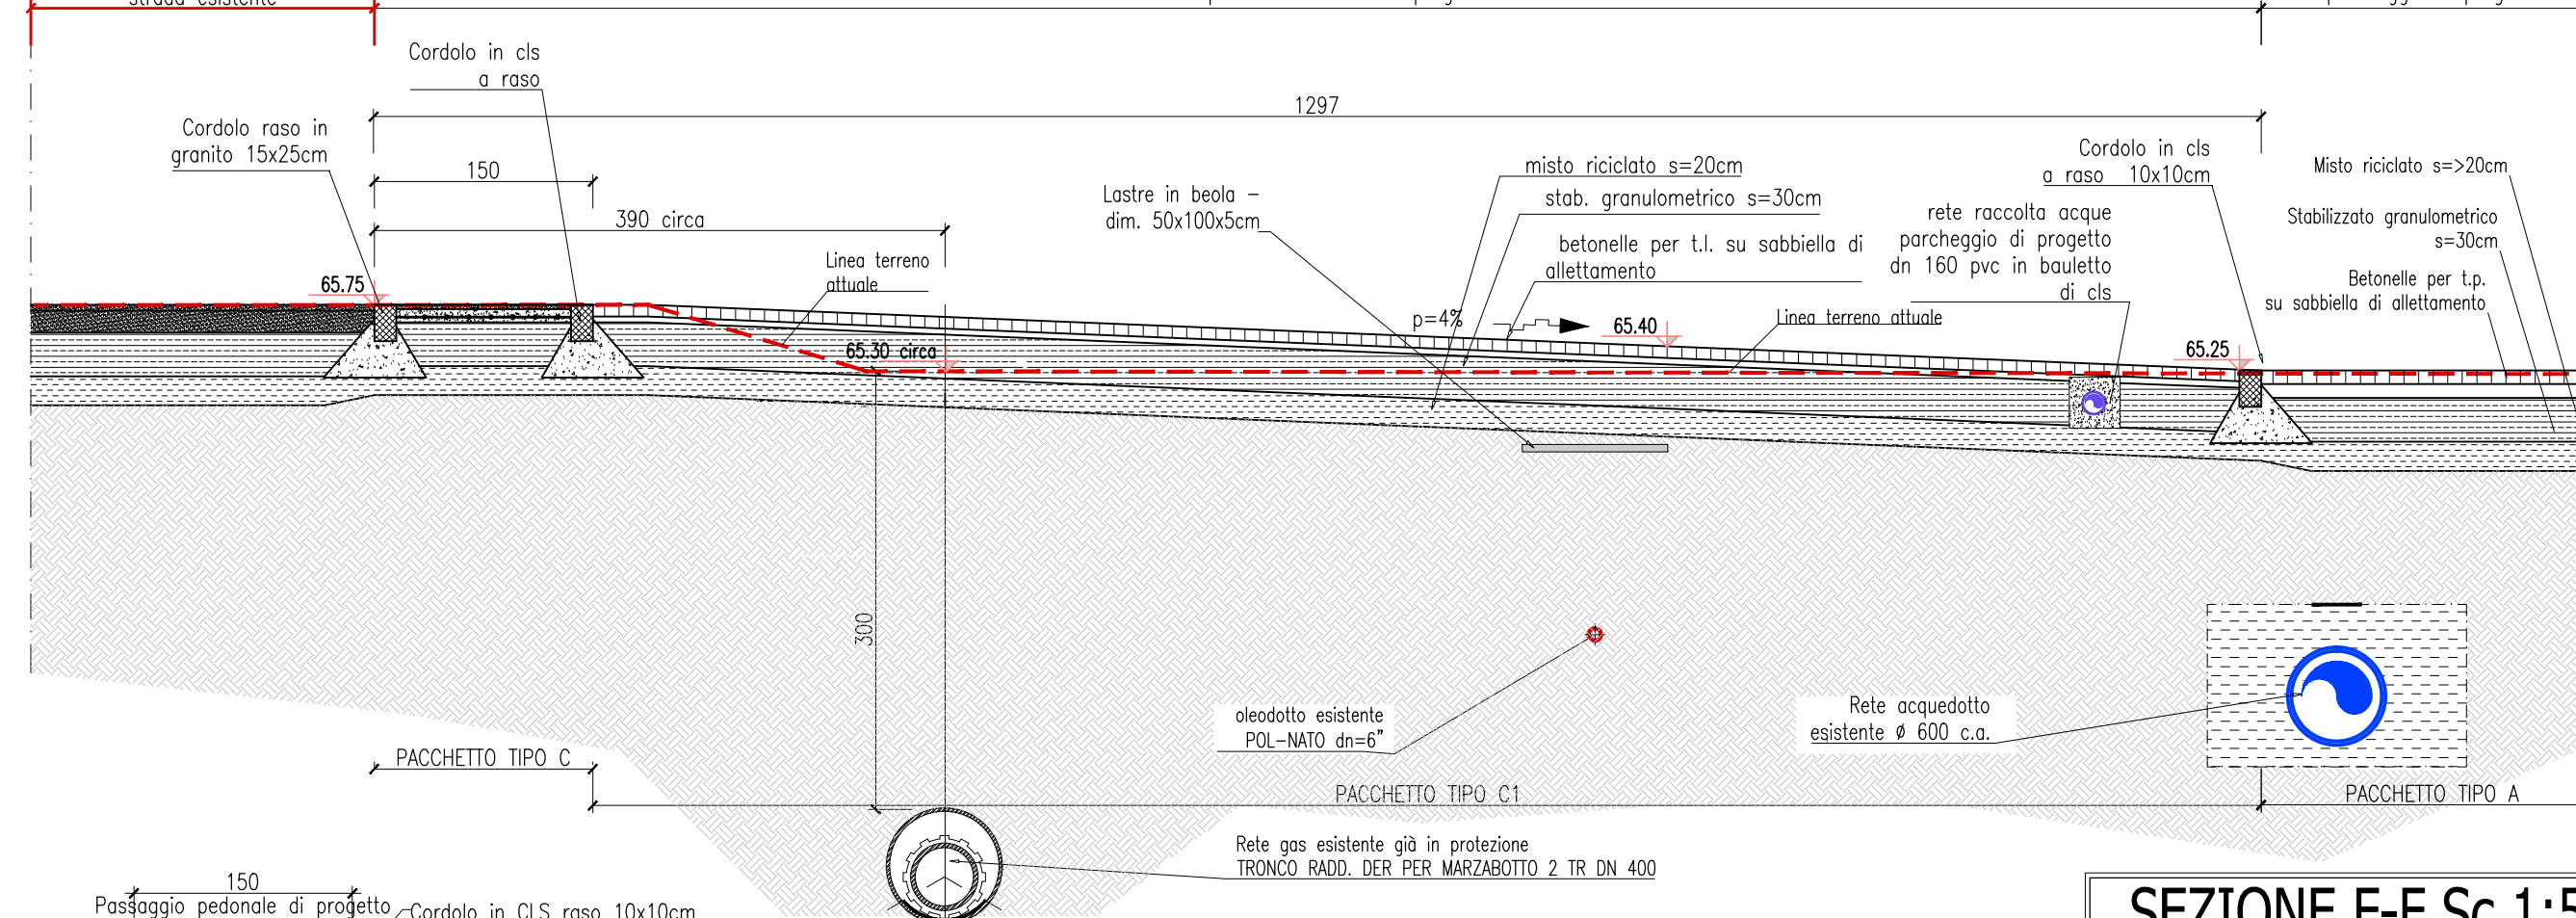 strada esistente
Cordolo in cls
a raso
1297
Cordolo raso in
granito 15x25cm
150
390 circa
Lastre in beola –
dim. 50x100x5cm
misto riciclato s=20cm
stab. granulometrico s=30cm
betonelle per t.l. su sabbiella di
allettamento
Cordolo in cls
a raso 10x10cm
rete raccolta acque
parcheggio di progetto
dn 160 pvc in bauletto
di cls
Misto riciclato s=>20cm
Stabilizzato granulometrico
s=30cm
Betonelle per t.p.
su sabbiella di allettamento
Linea terreno
attuale
65.75
65.30 circa
p=4%
65.40
Linea terreno attuale
65.25
300
oleodotto esistente
POL-NATO dn=6"
Rete acquedotto
esistente Ø 600 c.a.
PACCHETTO TIPO C
PACCHETTO TIPO C1
PACCHETTO TIPO A
Rete gas esistente già in protezione
TRONCO RADD. DER PER MARZABOTTO 2 TR DN 400
150
Passaggio pedonale di progetto
Cordolo in CLS raso 10x10cm
SEZIONE E-E Sc 1:5